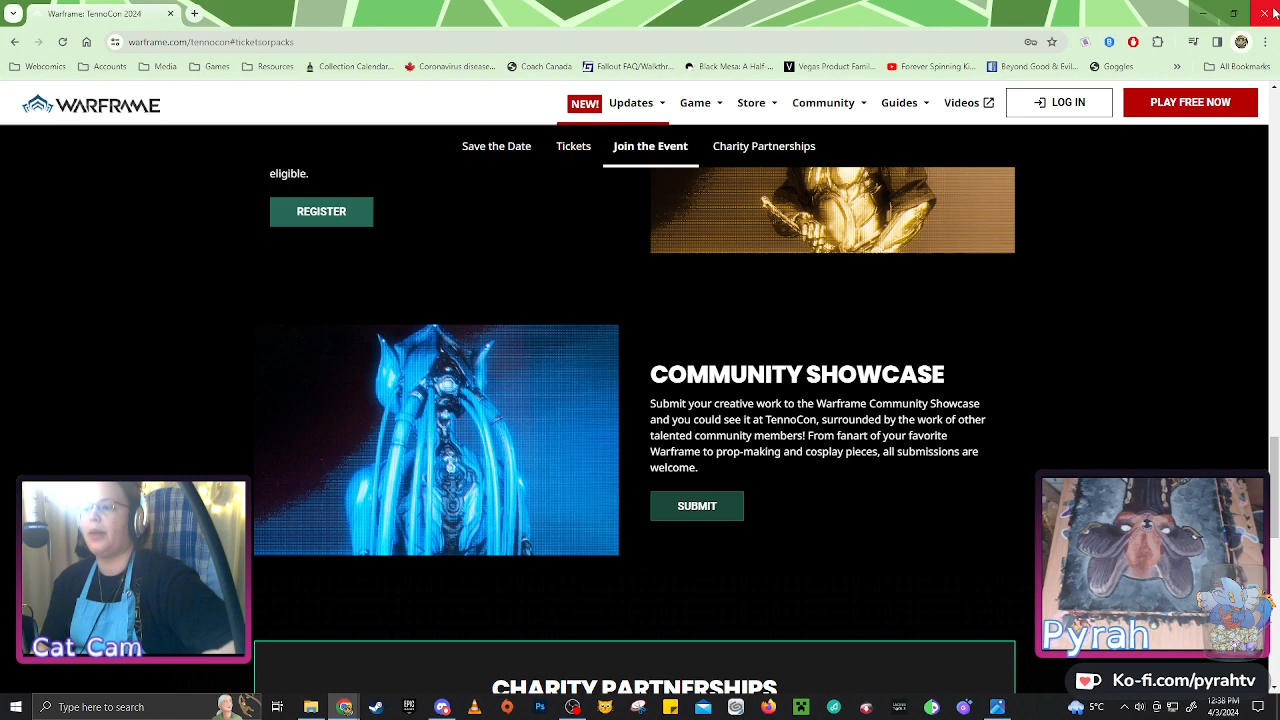 Warframe 2024
warframe.com/tennocon#ticketsorpacks
Webcomics Accounts Media Games Resources Collection Calendar... Coronavirus disease... Coach Canada Fallout FAQ/Walkthr... Black Mesa: A Half-... Vegas Product Famil... Forever Spinning Ki... Beyond Good & Evil... Goggles All Bookmarks
WARFRAME NEW! Updates Game Store Community Guides Videos LOG IN PLAY FREE NOW
Save the Date Tickets Join the Event Charity Partnerships
eligible.
REGISTER
COMMUNITY SHOWCASE
Submit your creative work to the Warframe Community Showcase
and you could see it at TennoCon, surrounded by the work of other
talented community members! From fanart of your favorite
Warframe to prop-making and cosplay pieces, all submissions are
welcome.
SUBMIT
Cat Cam
Pyrah
CHARITY PARTNERSHIPS
Ko-fi.com/pyrahtv
Type here to search
5°C
12:38 PM
4/3/2024